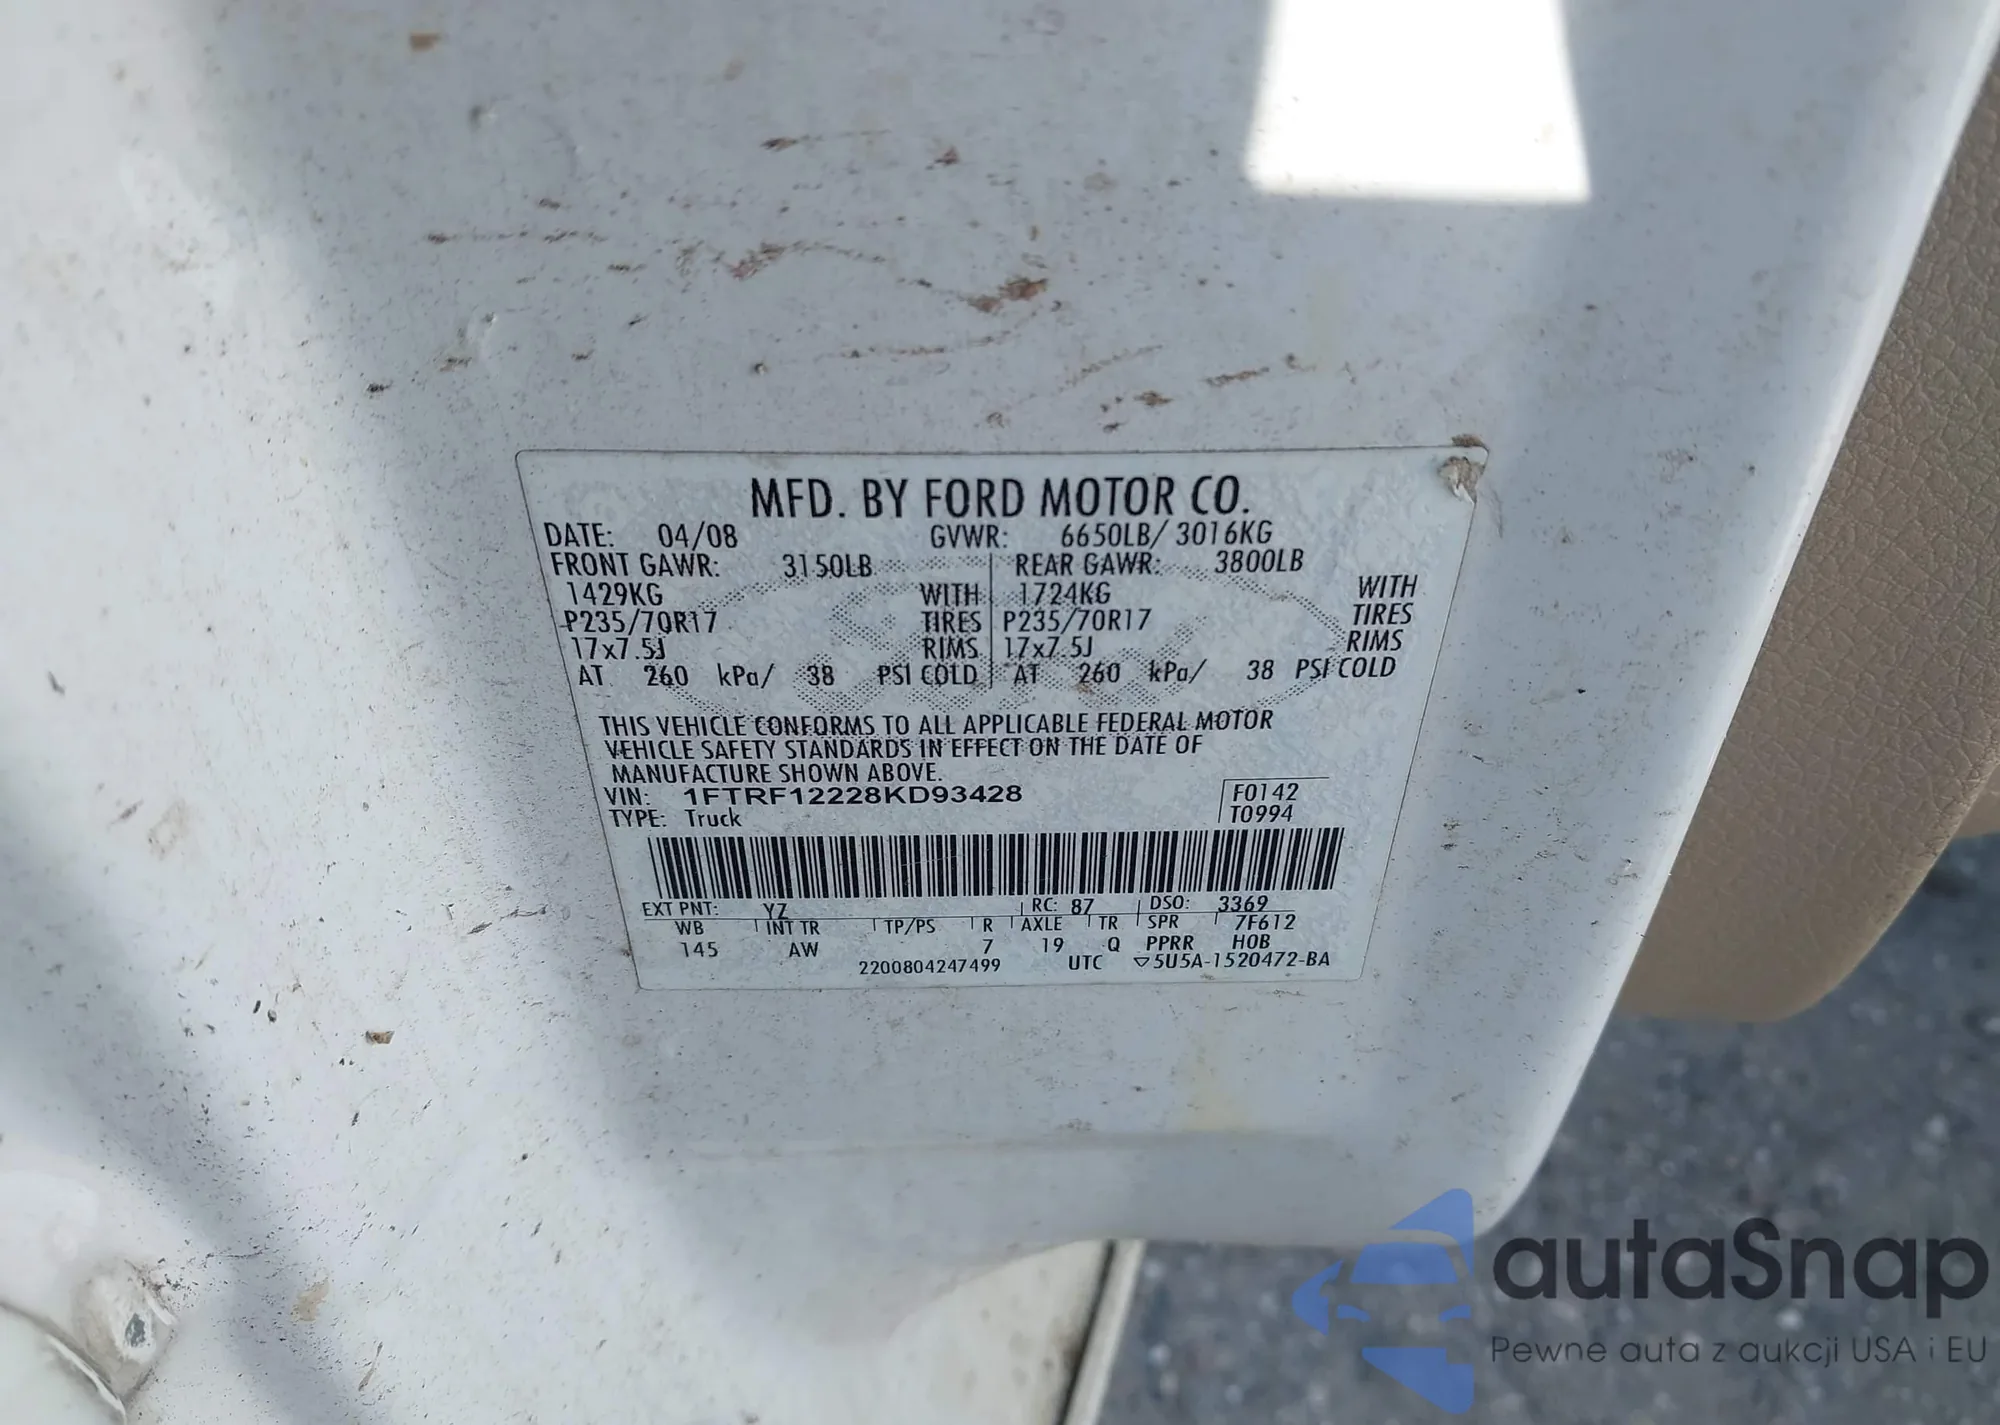 MFD. BY FORD MOTOR CO.
DATE: 04/08 GVWR: 6650LB/ 3016KG
FRONT GAWR: 3150LB REAR GAWR: 3800LB
1429KG WITH 1724KG WITH
P235/70R17 TIRES P235/70R17 TIRES
17x7.5J RIMS 17x7.5J RIMS
AT 260 kPa/ 38 PSI COLD AT 260 kPa/ 38 PSI COLD
THIS VEHICLE CONFORMS TO ALL APPLICABLE FEDERAL MOTOR
VEHICLE SAFETY STANDARDS IN EFFECT ON THE DATE OF
MANUFACTURE SHOWN ABOVE.
VIN: 1FTRF12228KD93428 F0142
TYPE: Truck T0994
EXT PNT: YZ RC: 87 DSO: 3369
WB INT TR TP/PS R AXLE TR SPR 7F612
145 AW 7 19 Q PPRR HOB
2200804247499 UTC ▽5U5A-1520472-BA
autaSnap
Pewne auta z aukcji USA i EU